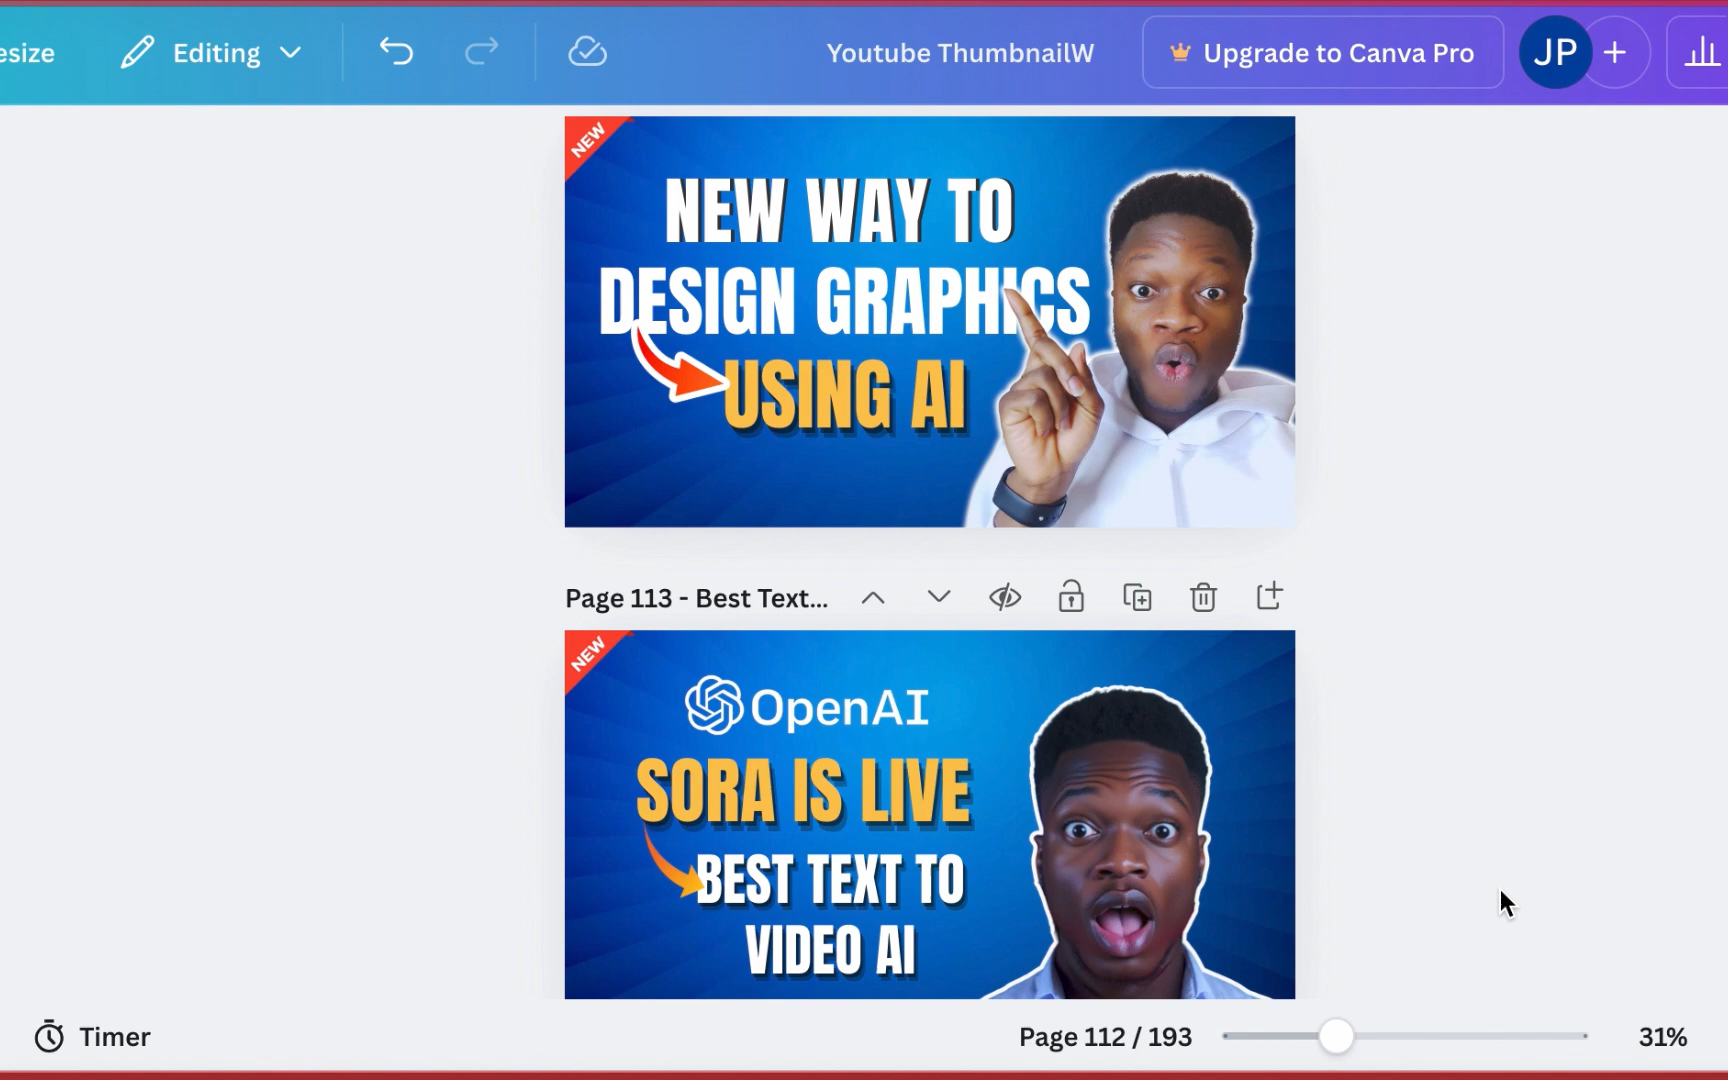 esize
Editing
Youtube ThumbnailW
Upgrade to Canva Pro
JP
NEW
NEW WAY TO
DESIGN GRAPHICS
USING AI
Page 113 - Best Text...
NEW
OpenAI
SORA IS LIVE
BEST TEXT TO
VIDEO AI
Timer
Page 112 / 193
31%